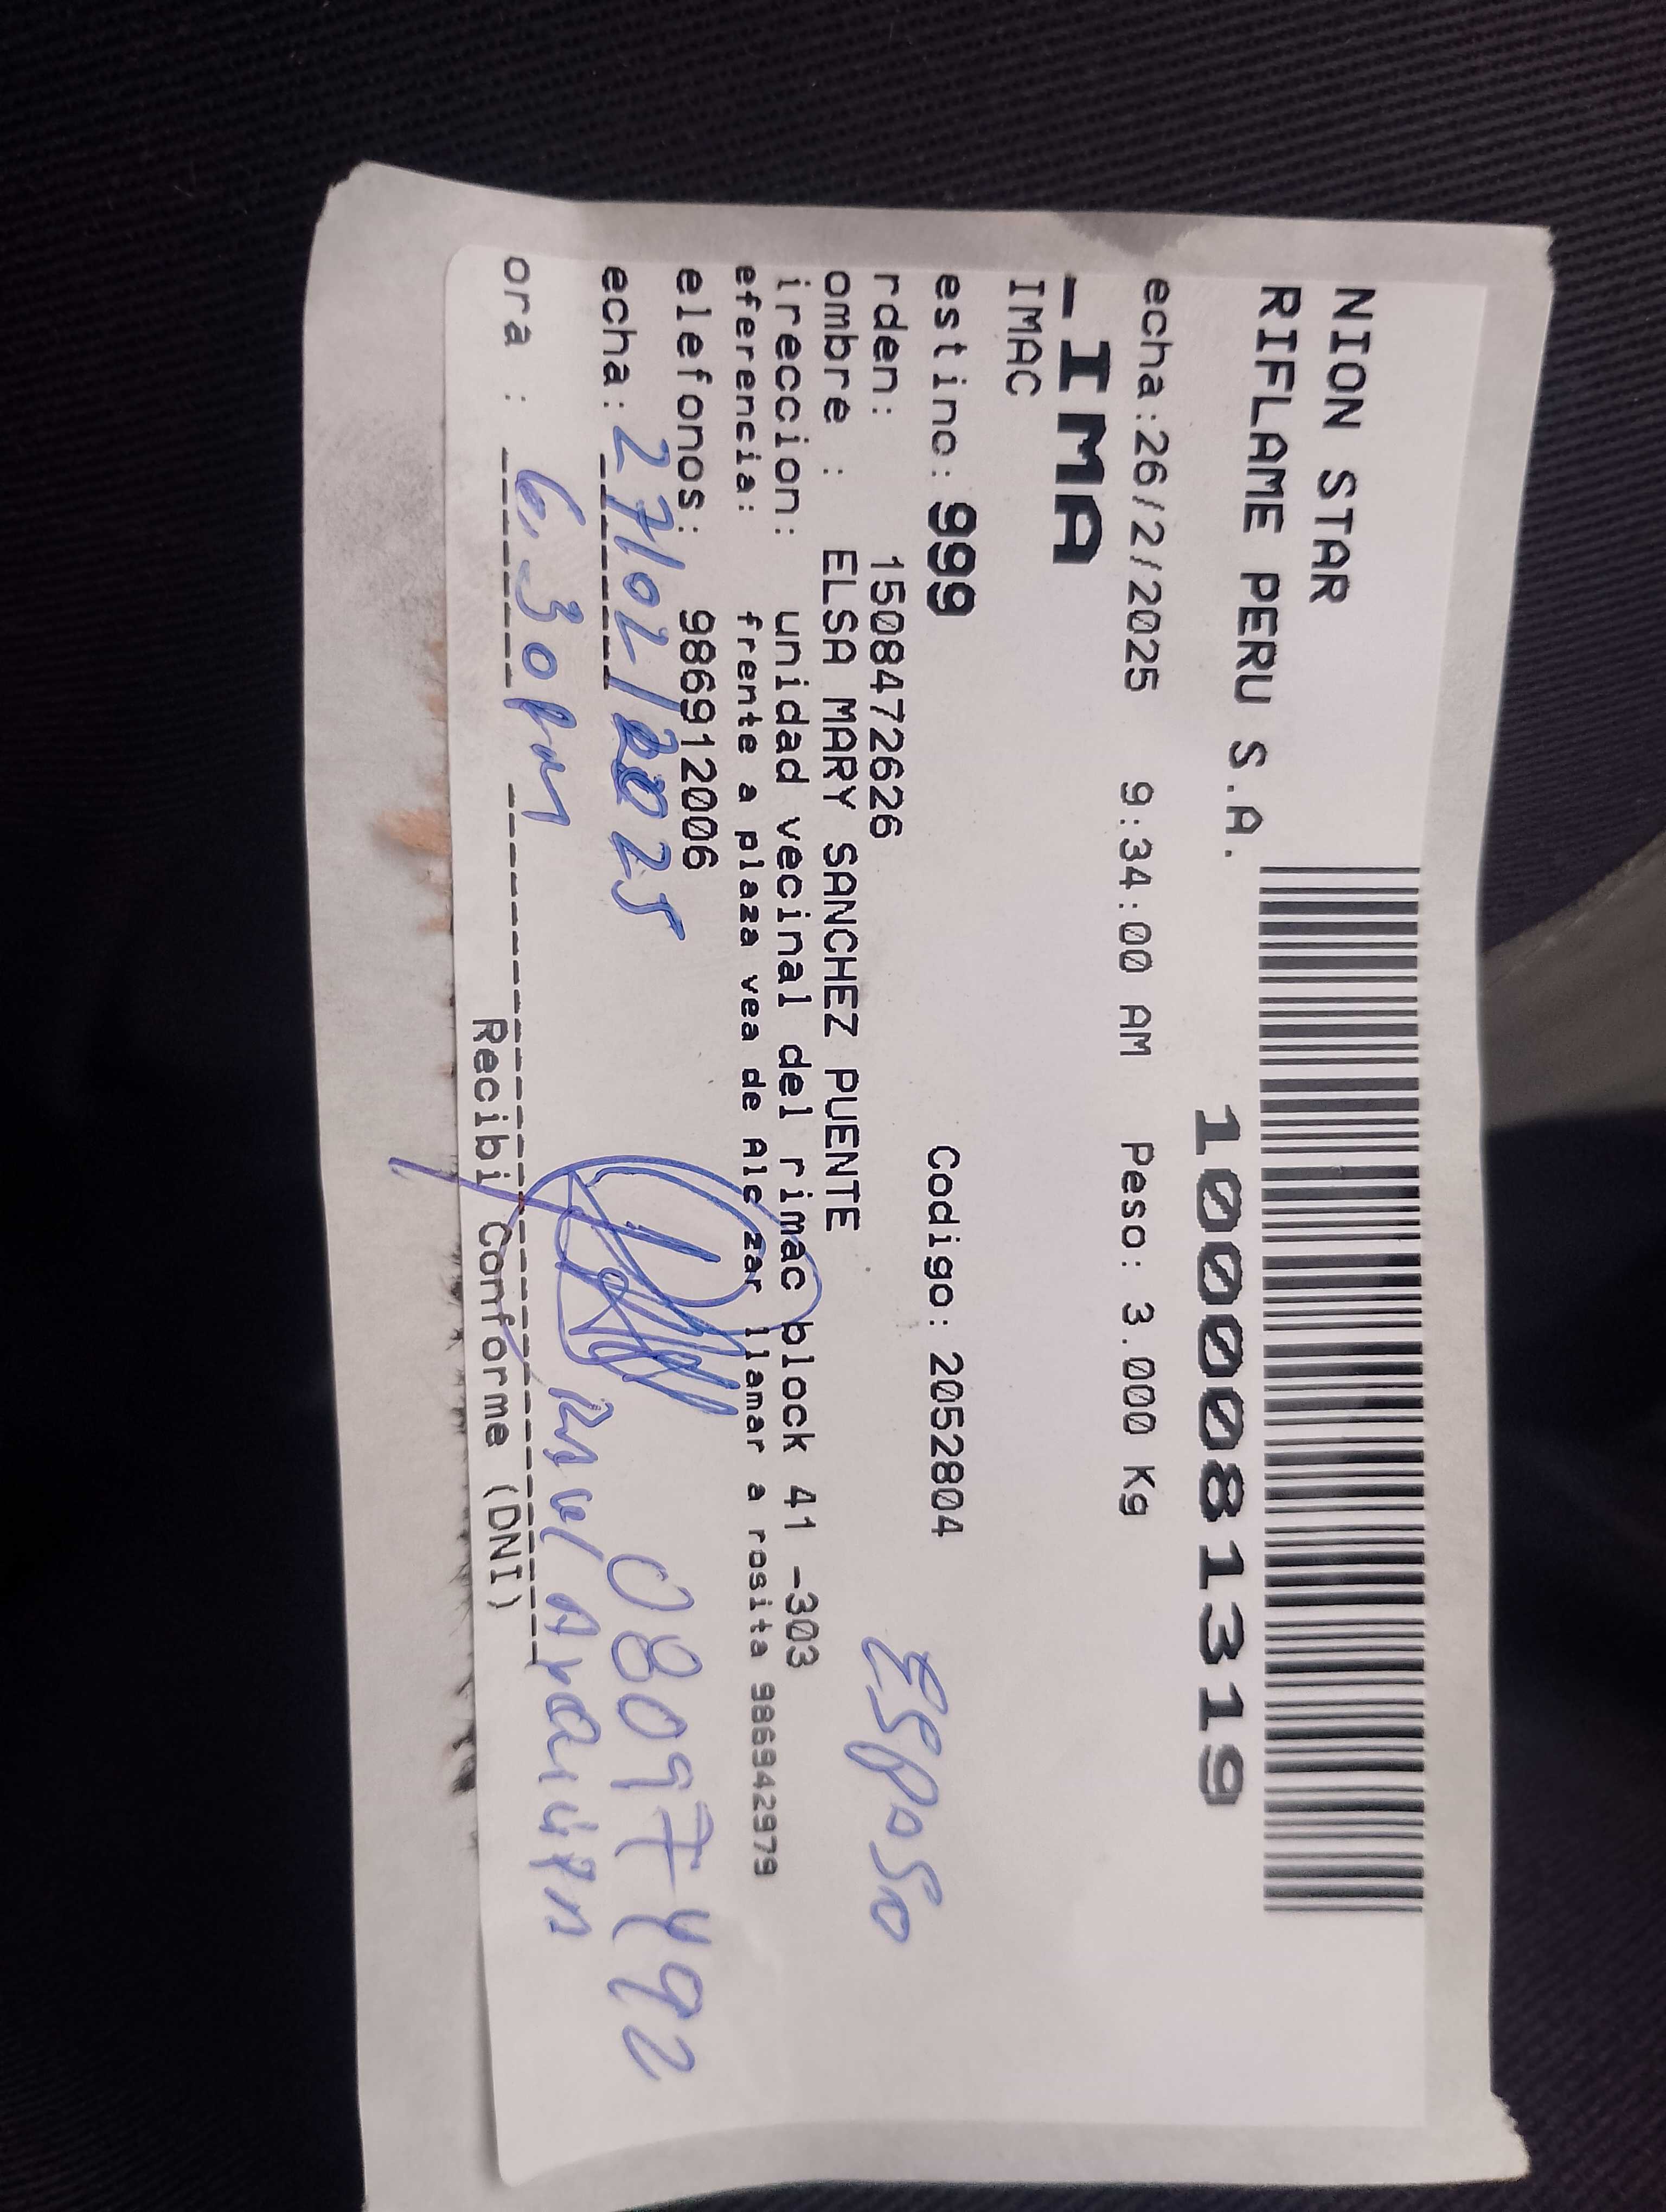 NION STAR
RIFLAME PERU S.A.
1000081319
echa:26/2/2025 9:34:00 AM Peso: 3.000 Kg
_IMA
IMAC
estino: 999 Codigo: 2052804
rden: 1508472626
ombre : ELSA MARY SANCHEZ PUENTE
Esposo
ireccion: unidad vecinal del rimac block 41 -303
eferencia: frente a plaza vea de Alcazar llamar a rosita 986942979
elefonos: 986912006
echa: 27/02/2025 08097492
ora : 6.30pm
Recibi Conforme (DNI)